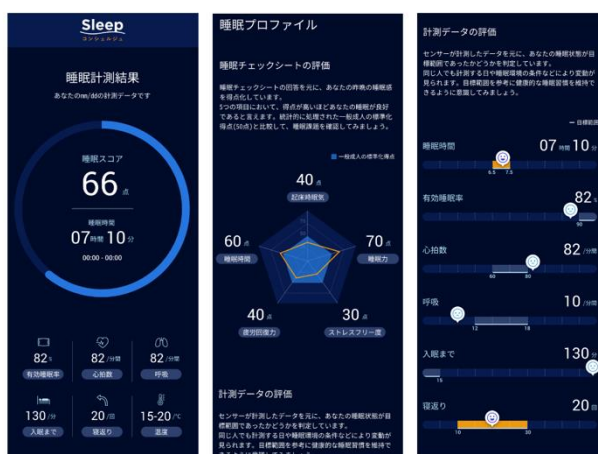 Sleep
コンシェルジュ
睡眠計測結果
あなたのmm/ddの計測データです
睡眠スコア
66点
睡眠時間
07時間10分
00:00 - 00:00
82%
有効睡眠率
82/分間
心拍数
10/分間
呼吸
130/分
入眠まで
20/回
寝返り
15-20/℃
温度
睡眠プロファイル
睡眠チェックシートの評価
睡眠チェックシートの回答を元に、あなたの昨晩の睡眠感
を得点化しています。
5つの項目において、得点が高いほどあなたの睡眠が良好
であると言えます。統計的に処理された一般成人の標準化
得点(50点)と比較して、睡眠課題を確認してみましょう。
一般成人の標準化得点
40点
起床時眠気
60点
睡眠時間
70点
睡眠力
40点
疲労回復力
30点
ストレスフリー度
計測データの評価
センサーが計測したデータを元に、あなたの睡眠状態が目
標範囲であったかどうかを判定しています。
同じ人でも計測する日や睡眠環境の条件などにより変動が
見られます。目標範囲を参考に健康的な睡眠習慣を維持で
計測データの評価
センサーが計測したデータを元に、あなたの睡眠状態が目
標範囲であったかどうかを判定しています。
同じ人でも計測する日や睡眠環境の条件などにより変動が
見られます。目標範囲を参考に健康的な睡眠習慣を維持で
きるように意識してみましょう。
目標範囲
睡眠時間
07時間10分
6.5 7.5
有効睡眠率
82%
90
心拍数
82/分間
60 80
呼吸
10/分間
12 18
入眠まで
130分
15
寝返り
20回
10 30